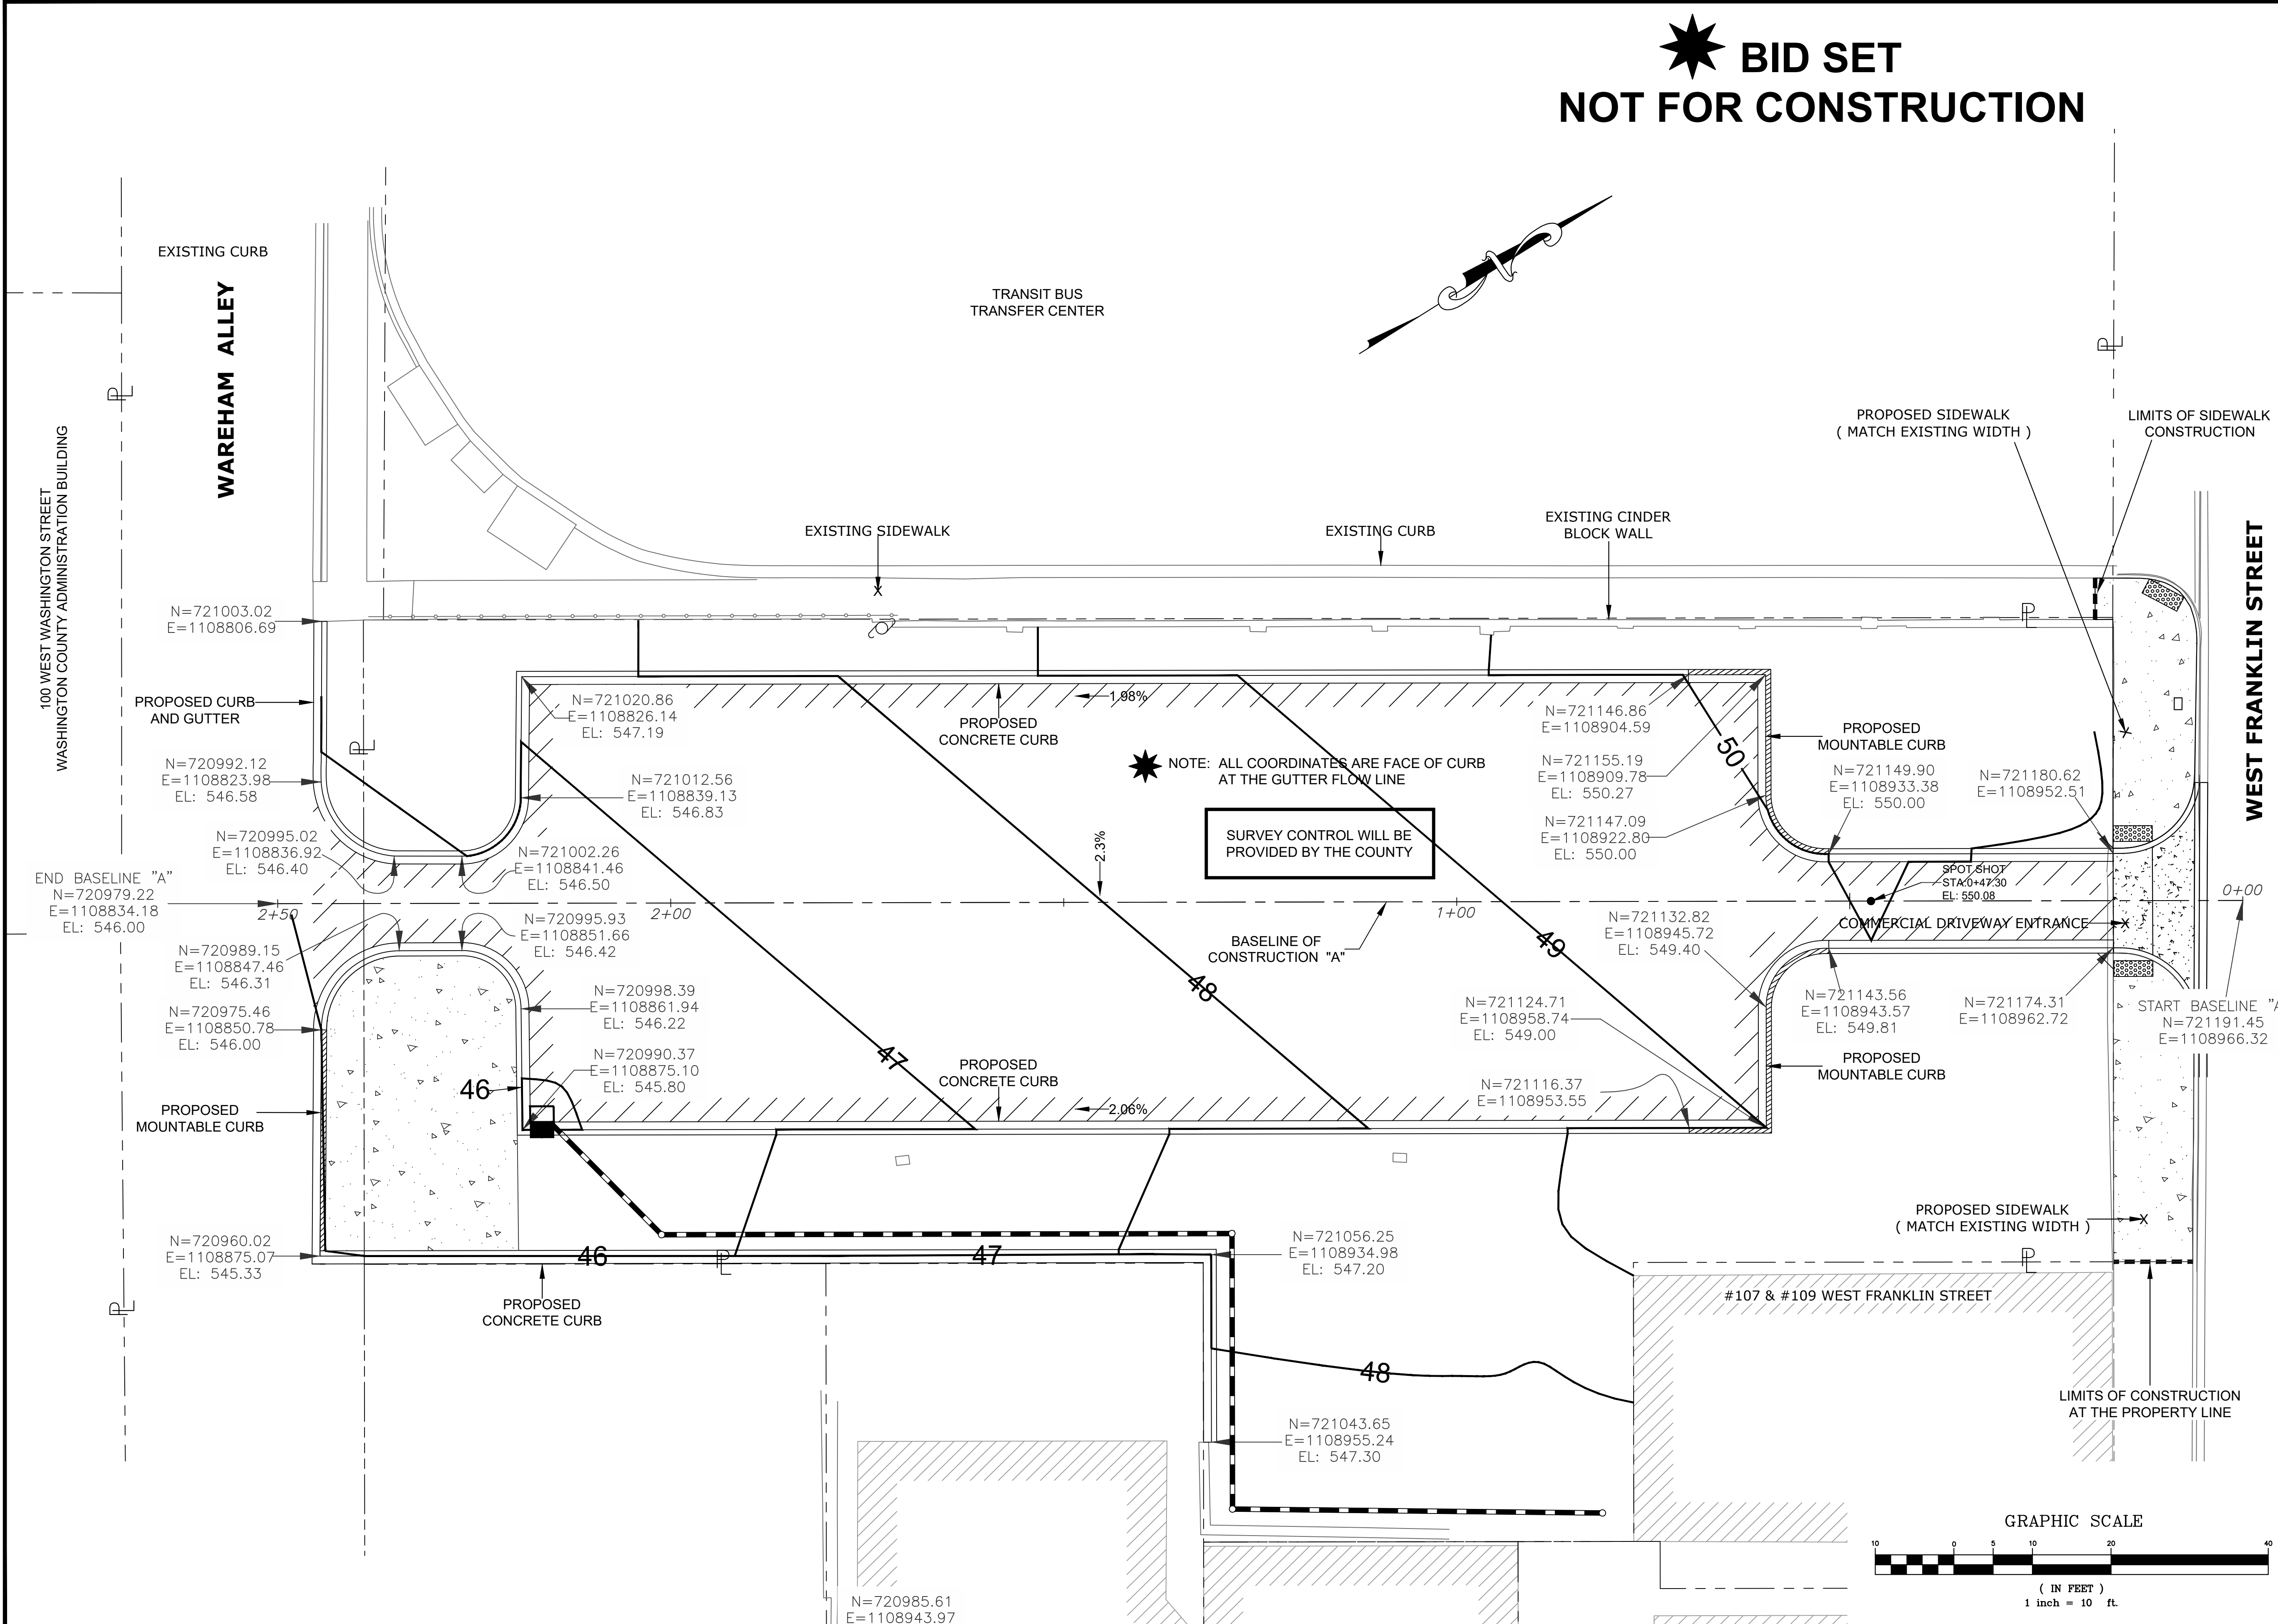 BID SET
NOT FOR CONSTRUCTION
EXISTING CURB
WAREHAM ALLEY
100 WEST WASHINGTON STREET
WASHINGTON COUNTY ADMINISTRATION BUILDING
TRANSIT BUS
TRANSFER CENTER
N
PL
PL
PROPOSED SIDEWALK
( MATCH EXISTING WIDTH )
LIMITS OF SIDEWALK
CONSTRUCTION
EXISTING SIDEWALK
X
EXISTING CURB
EXISTING CINDER
BLOCK WALL
WEST FRANKLIN STREET
N=721003.02
E=1108806.69
PL
PROPOSED CURB
AND GUTTER
PL
N=721020.86
E=1108826.14
EL: 547.19
PROPOSED
CONCRETE CURB
1.98%
N=721146.86
E=1108904.59
PROPOSED
MOUNTABLE CURB
X
50
N=720992.12
E=1108823.98
EL: 546.58
N=721012.56
E=1108839.13
EL: 546.83
NOTE: ALL COORDINATES ARE FACE OF CURB
AT THE GUTTER FLOW LINE
N=721155.19
E=1108909.78
EL: 550.27
N=721149.90
E=1108933.38
EL: 550.00
N=721180.62
E=1108952.51
N=720995.02
E=1108836.92
EL: 546.40
N=721002.26
E=1108841.46
EL: 546.50
2.3%
SURVEY CONTROL WILL BE
PROVIDED BY THE COUNTY
N=721147.09
E=1108922.80
EL: 550.00
END BASELINE "A"
N=720979.22
E=1108834.18
EL: 546.00
2+50
2+00
1+00
SPOT SHOT
STA:0+47.30
EL: 550.08
0+00
COMMERCIAL DRIVEWAY ENTRANCE
X
N=720989.15
E=1108847.46
EL: 546.31
N=720995.93
E=1108851.66
EL: 546.42
BASELINE OF
CONSTRUCTION "A"
N=721132.82
E=1108945.72
EL: 549.40
49
48
47
N=720975.46
E=1108850.78
EL: 546.00
N=720998.39
E=1108861.94
EL: 546.22
N=721124.71
E=1108958.74
EL: 549.00
N=721143.56
E=1108943.57
EL: 549.81
N=721174.31
E=1108962.72
START BASELINE "A
N=721191.45
E=1108966.32
N=720990.37
E=1108875.10
EL: 545.80
46
PROPOSED
CONCRETE CURB
2.06%
N=721116.37
E=1108953.55
PROPOSED
MOUNTABLE CURB
PROPOSED
MOUNTABLE CURB
PROPOSED SIDEWALK
( MATCH EXISTING WIDTH )
X
N=720960.02
E=1108875.07
EL: 545.33
46
PL
47
N=721056.25
E=1108934.98
EL: 547.20
PL
PL
PROPOSED
CONCRETE CURB
#107 & #109 WEST FRANKLIN STREET
48
LIMITS OF CONSTRUCTION
AT THE PROPERTY LINE
N=721043.65
E=1108955.24
EL: 547.30
N=720985.61
E=1108943.97
GRAPHIC SCALE
10 0 5 10 20 40
( IN FEET )
1 inch = 10 ft.